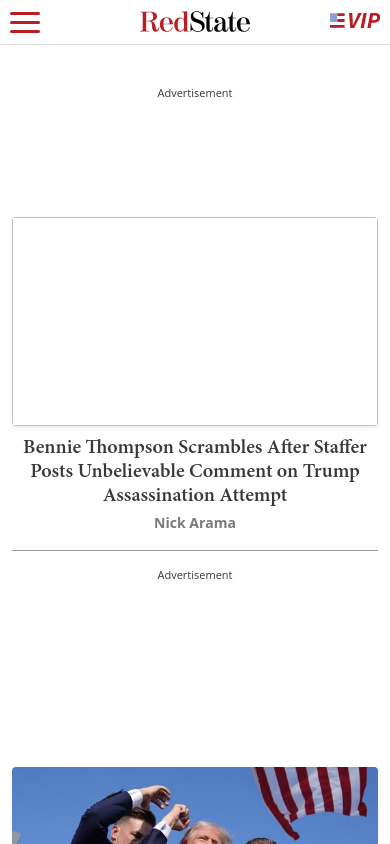 RedState
VIP
Advertisement
Bennie Thompson Scrambles After Staffer
Posts Unbelievable Comment on Trump
Assassination Attempt
Nick Arama
Advertisement